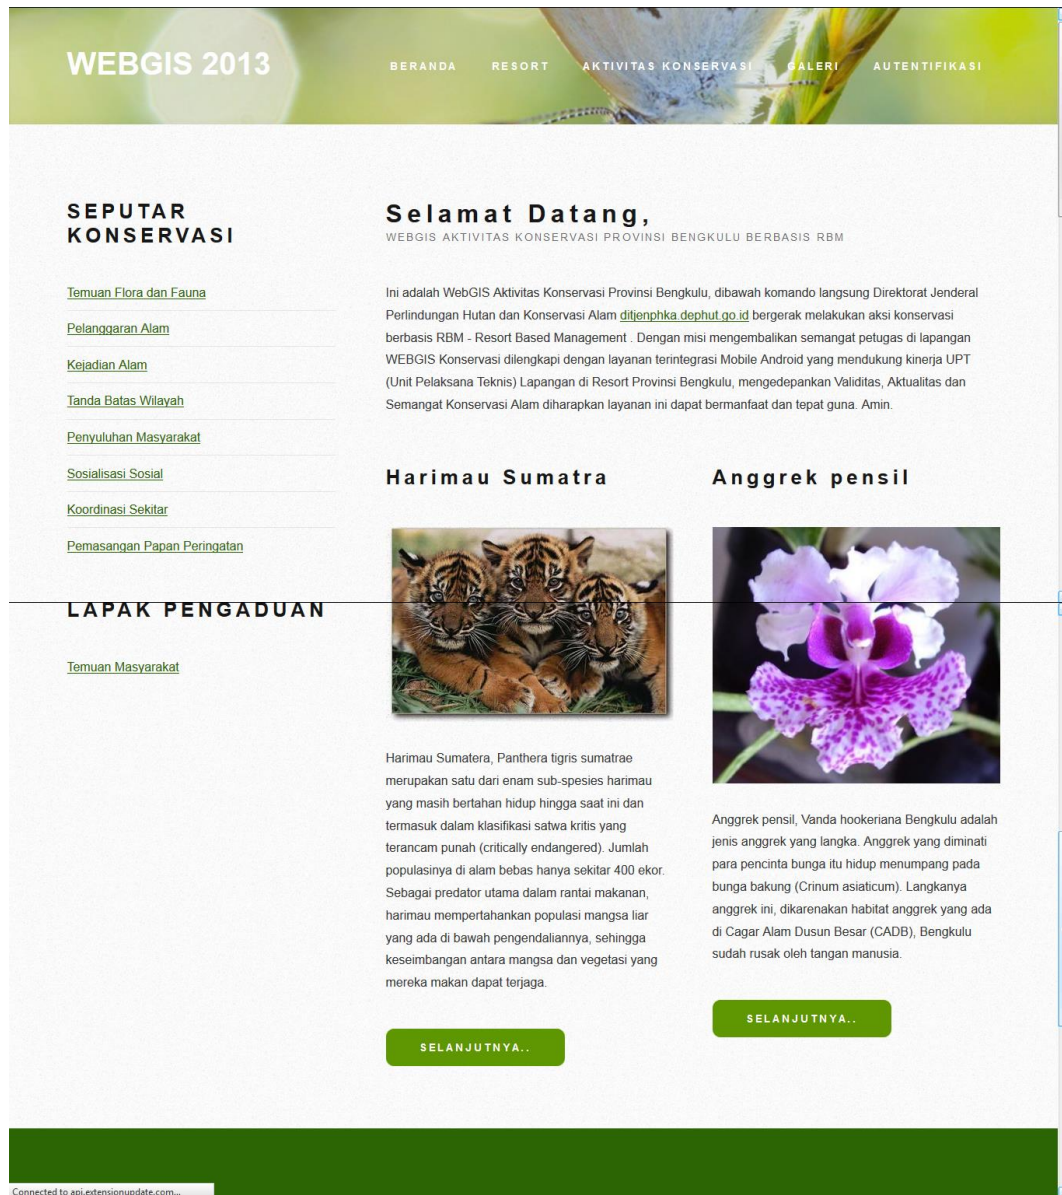 WEBGIS 2013
BERANDA RESORT AKTIVITAS KONSERVASI GALERI AUTENTIFIKASI
SEPUTAR
KONSERVASI
Temuan Flora dan Fauna
Pelanggaran Alam
Kejadian Alam
Tanda Batas Wilayah
Penyuluhan Masyarakat
Sosialisasi Sosial
Koordinasi Sekitar
Pemasangan Papan Peringatan
LAPAK PENGADUAN
Temuan Masyarakat
Selamat Datang,
WEBGIS AKTIVITAS KONSERVASI PROVINSI BENGKULU BERBASIS RBM
Ini adalah WebGIS Aktivitas Konservasi Provinsi Bengkulu, dibawah komando langsung Direktorat Jenderal
Perlindungan Hutan dan Konservasi Alam ditjenphka.dephut.go.id bergerak melakukan aksi konservasi
berbasis RBM - Resort Based Management . Dengan misi mengembalikan semangat petugas di lapangan
WEBGIS Konservasi dilengkapi dengan layanan terintegrasi Mobile Android yang mendukung kinerja UPT
(Unit Pelaksana Teknis) Lapangan di Resort Provinsi Bengkulu, mengedepankan Validitas, Aktualitas dan
Semangat Konservasi Alam diharapkan layanan ini dapat bermanfaat dan tepat guna. Amin.
Harimau Sumatra
Harimau Sumatera, Panthera tigris sumatrae
merupakan satu dari enam sub-spesies harimau
yang masih bertahan hidup hingga saat ini dan
termasuk dalam klasifikasi satwa kritis yang
terancam punah (critically endangered). Jumlah
populasinya di alam bebas hanya sekitar 400 ekor.
Sebagai predator utama dalam rantai makanan,
harimau mempertahankan populasi mangsa liar
yang ada di bawah pengendaliannya, sehingga
keseimbangan antara mangsa dan vegetasi yang
mereka makan dapat terjaga.
SELANJUTNYA..
Anggrek pensil
Anggrek pensil, Vanda hookeriana Bengkulu adalah
jenis anggrek yang langka. Anggrek yang diminati
para pencinta bunga itu hidup menumpang pada
bunga bakung (Crinum asiaticum). Langkanya
anggrek ini, dikarenakan habitat anggrek yang ada
di Cagar Alam Dusun Besar (CADB), Bengkulu
sudah rusak oleh tangan manusia.
SELANJUTNYA..
Connected to api.extensionupdate.com...